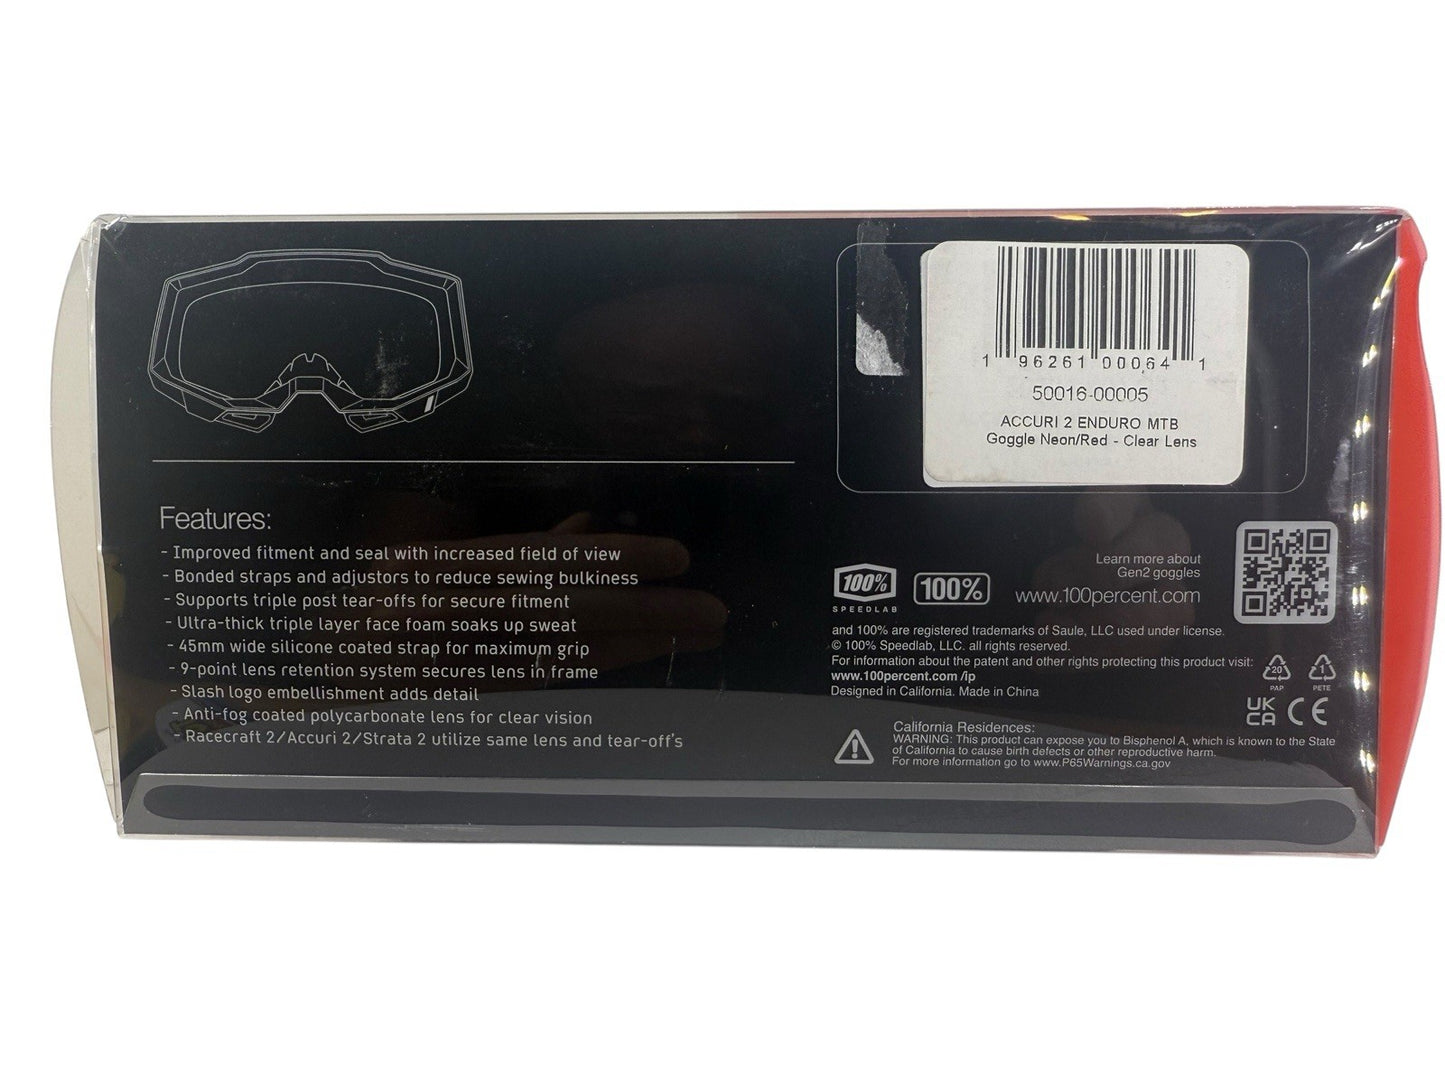 1 96261 00064 1
50016-00005
ACCURI 2 ENDURO MTB
Goggle Neon/Red - Clear Lens
Features:
- Improved fitment and seal with increased field of view
- Bonded straps and adjustors to reduce sewing bulkiness
- Supports triple post tear-offs for secure fitment
- Ultra-thick triple layer face foam soaks up sweat
- 45mm wide silicone coated strap for maximum grip
- 9-point lens retention system secures lens in frame
- Slash logo embellishment adds detail
- Anti-fog coated polycarbonate lens for clear vision
- Racecraft 2/Accuri 2/Strata 2 utilize same lens and tear-off's
Learn more about
Gen2 goggles
100%
SPEEDLAB
100%
www.100percent.com
and 100% are registered trademarks of Saule, LLC used under license.
© 100% Speedlab, LLC. all rights reserved.
For information about the patent and other rights protecting this product visit:
www.100percent.com /ip
Designed in California. Made in China
20
PAP
1
PETE
UK
CA CE
California Residences:
WARNING: This product can expose you to Bisphenol A, which is known to the State
of California to cause birth defects or other reproductive harm.
For more information go to www.P65Warnings.ca.gov